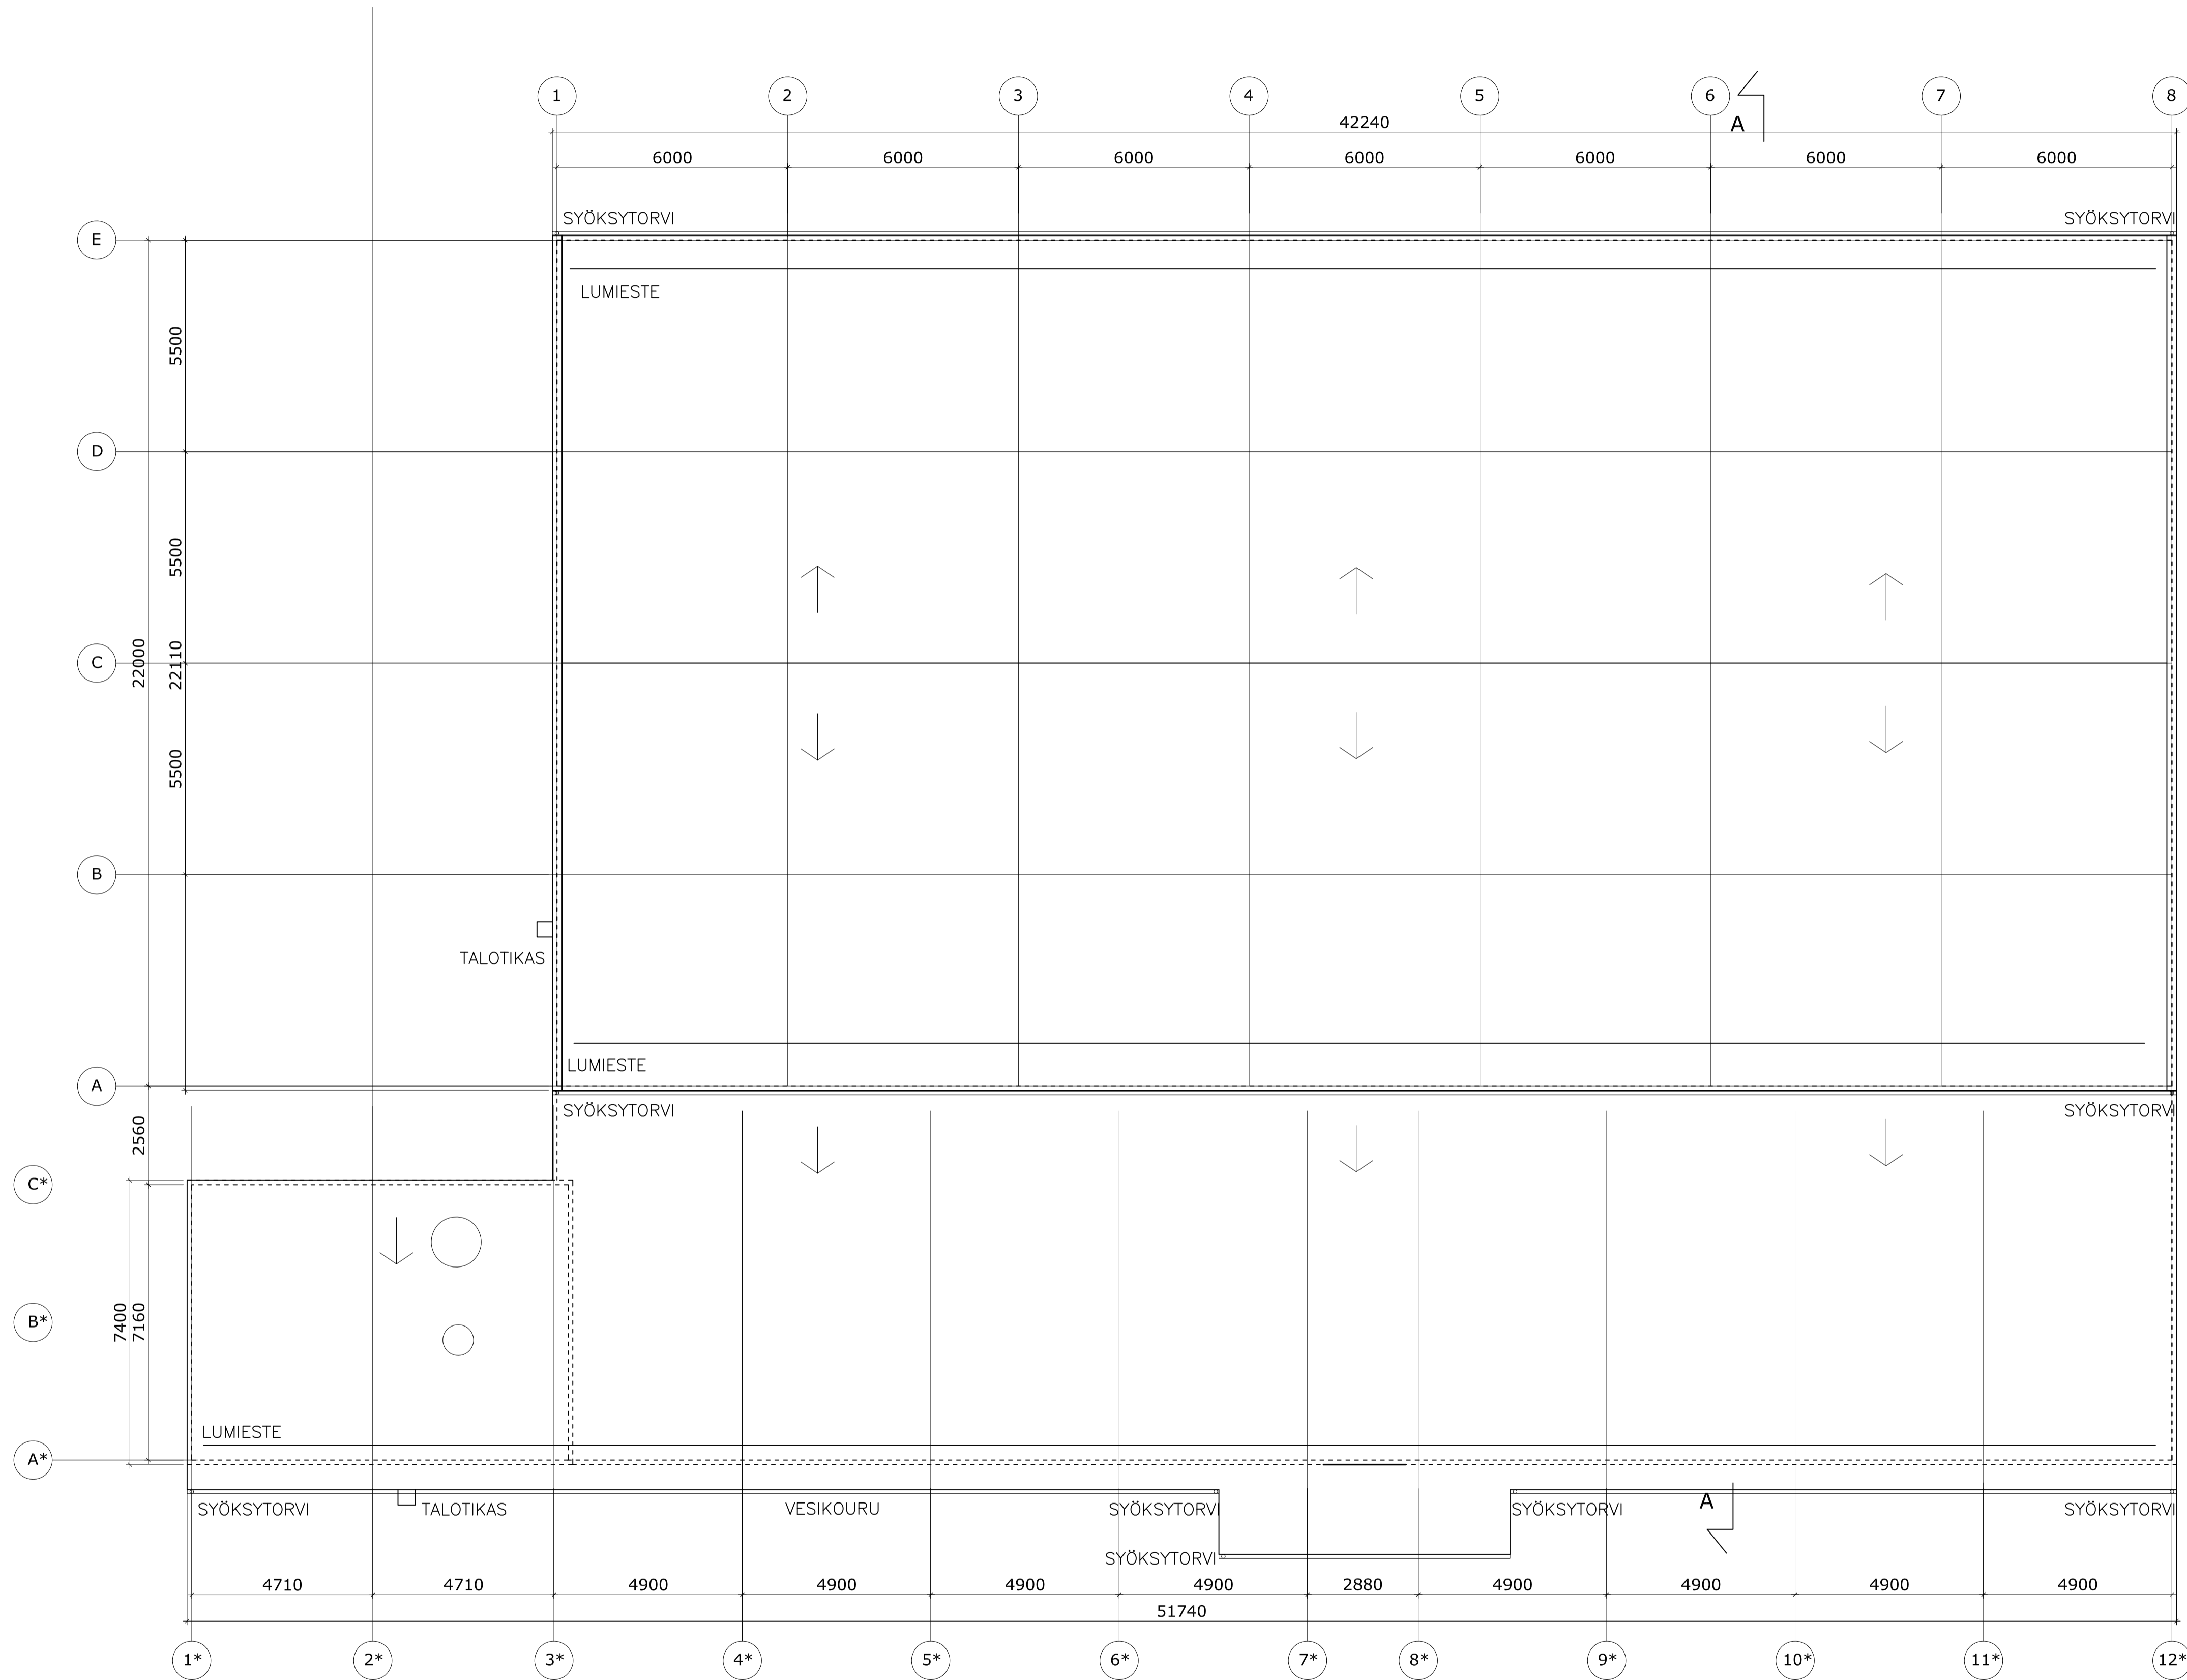 1 2 3 4 5 6 7 8
A
42240
6000 6000 6000 6000 6000 6000 6000
SYÖKSYTORVI SYÖKSYTORVI
E
LUMIESTE
5500
D
5500
C
22000
22110
5500
B
TALOTIKAS
LUMIESTE
A
SYÖKSYTORVI SYÖKSYTORVI
2560
C*
B*
7400
7160
LUMIESTE
A*
SYÖKSYTORVI TALOTIKAS VESIKOURU SYÖKSYTORVI SYÖKSYTORVI A SYÖKSYTORVI
SYÖKSYTORVI
4710 4710 4900 4900 4900 4900 2880 4900 4900 4900 4900
51740
1* 2* 3* 4* 5* 6* 7* 8* 9* 10* 11* 12*